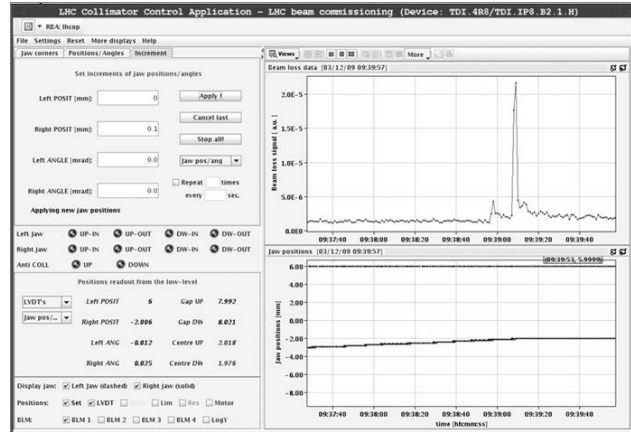 LHC Collimator Control Application - LHC beam commissioning (Device: TDI.4R8/TDI.IP8.B2.1.H)
RBA: lhcop
File Settings Reset More displays Help
Jaw corners Positions/Angles Increment
Set increments of jaw positions/angles
Left POSIT [mm]: 0 Apply !
Cancel last
Right POSIT [mm]: 0.1
Stop all!
Left ANGLE [mrad]: 0.0 Jaw pos/ang
Repeat times
Right ANGLE [mrad]: 0.0 every sec.
Applying new jaw positions
Left Jaw UP-IN UP-OUT DW-IN DW-OUT
Right Jaw UP-IN UP-OUT DW-IN DW-OUT
Anti COLL UP DOWN
Positions readout from the low-level
LVDT's Left POSIT 6 Gap UP 7.992
Jaw pos/... Right POSIT -2.006 Gap DW 8.021
Left ANG -0.012 Centre UP 2.018
Right ANG 0.025 Centre DW 1.976
Display jaw: Left Jaw (dashed) Right jaw (solid)
Positions: Set LVDT Lim Res Motor
BLM: BLM 1 BLM 2 BLM 3 BLM 4 LogY
Views More
Beam loss data [03/12/09 09:39:57]
Beam loss signal [ a.u. ]
2.0E-5
1.5E-5
1.0E-5
5.0E-6
0.0E0
09:37:40 09:38:00 09:38:20 09:38:40 09:39:00 09:39:20 09:39:40
Jaw positions [03/12/09 09:39:57]
(09:39:53, 5.9999)
Jaw positions [mm]
6.00
4.00
2.00
0.00
-2.00
-4.00
-6.00
-8.00
09:37:40 09:38:00 09:38:20 09:38:40 09:39:00 09:39:20 09:39:40
time [hh:mm:ss]